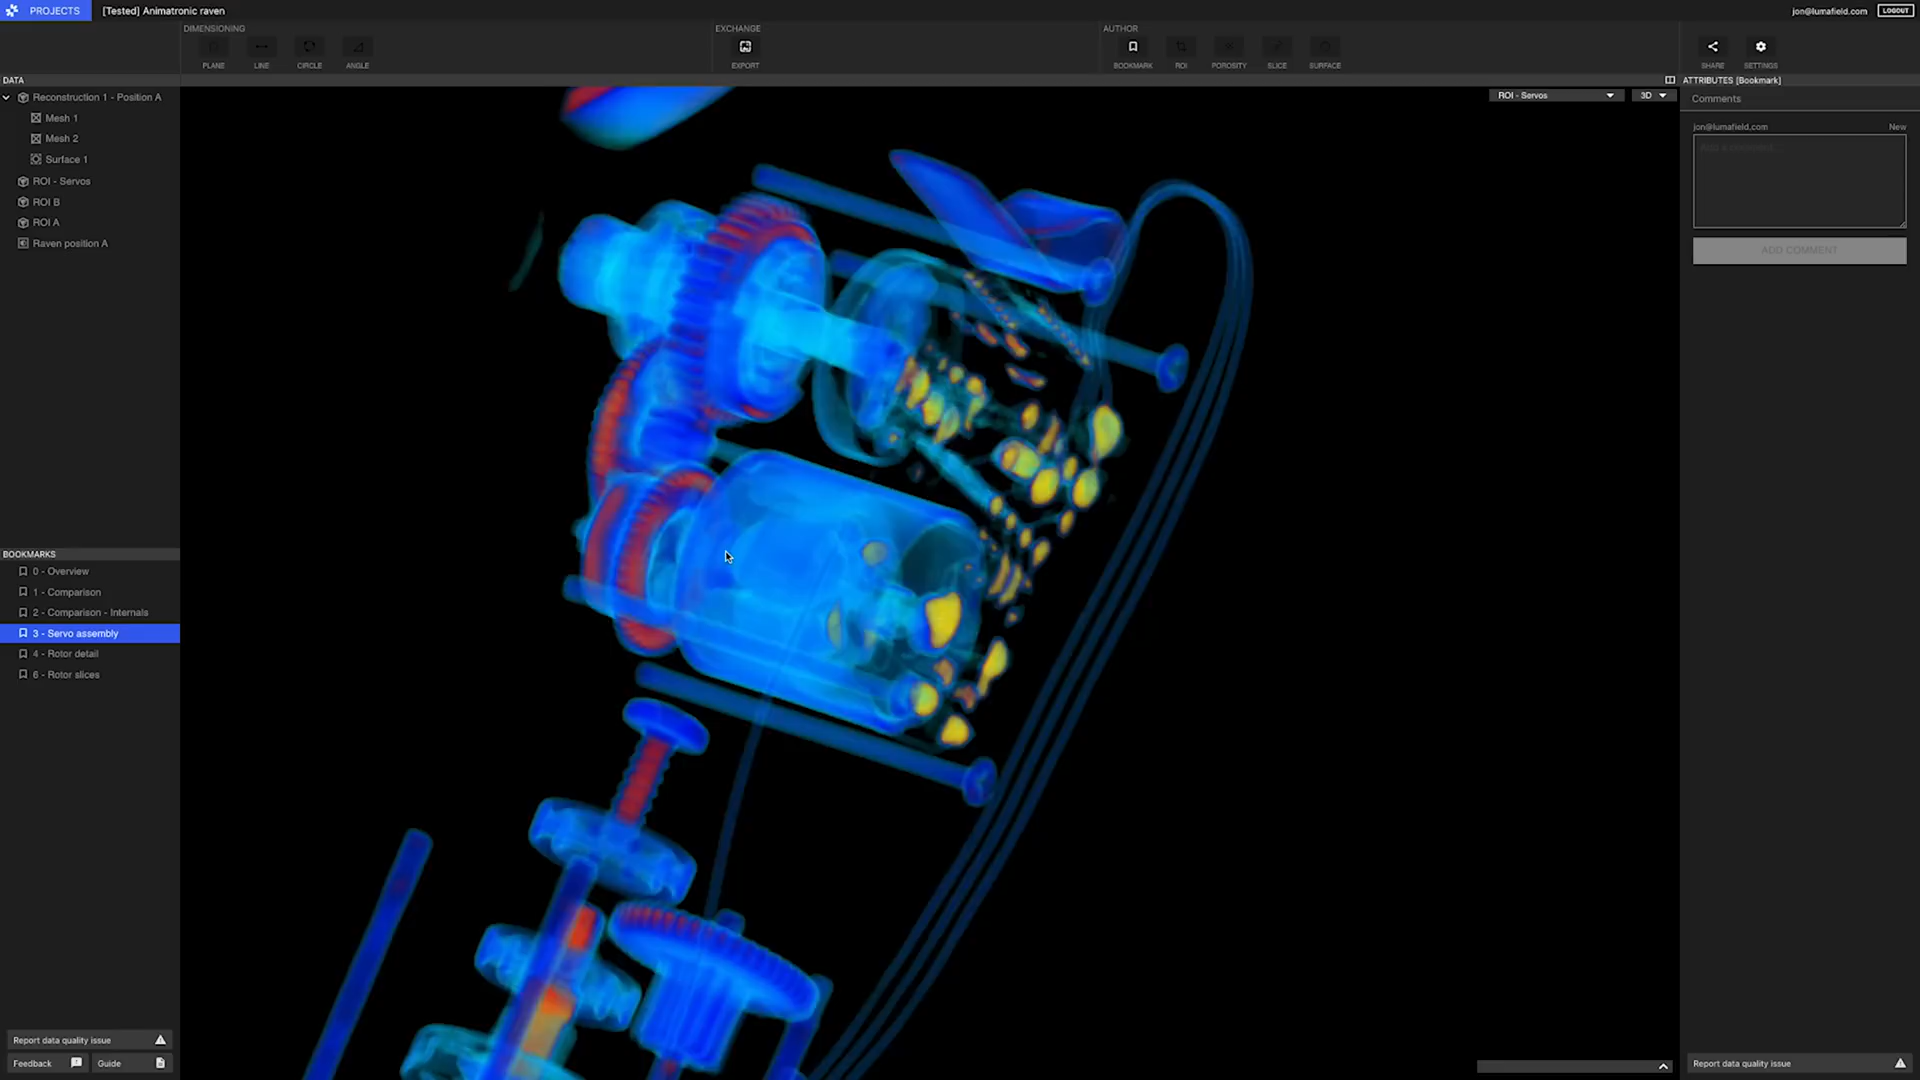 PROJECTS
[Tested] Animatronic raven
jon@lumafield.com
LOGOUT
DIMENSIONING
EXCHANGE
AUTHOR
PLANE
LINE
CIRCLE
ANGLE
EXPORT
BOOKMARK
ROI
POROSITY
SLICE
SURFACE
SHARE
SETTINGS
DATA
Reconstruction 1 - Position A
Mesh 1
Mesh 2
Surface 1
ROI - Servos
ROI B
ROI A
Raven position A
ROI - Servos
3D
ATTRIBUTES [Bookmark]
Comments
jon@lumafield.com
New
Add a comment...
ADD COMMENT
BOOKMARKS
0 - Overview
1 - Comparison
2 - Comparison - Internals
3 - Servo assembly
4 - Rotor detail
6 - Rotor slices
Report data quality issue
Feedback
Guide
Report data quality issue